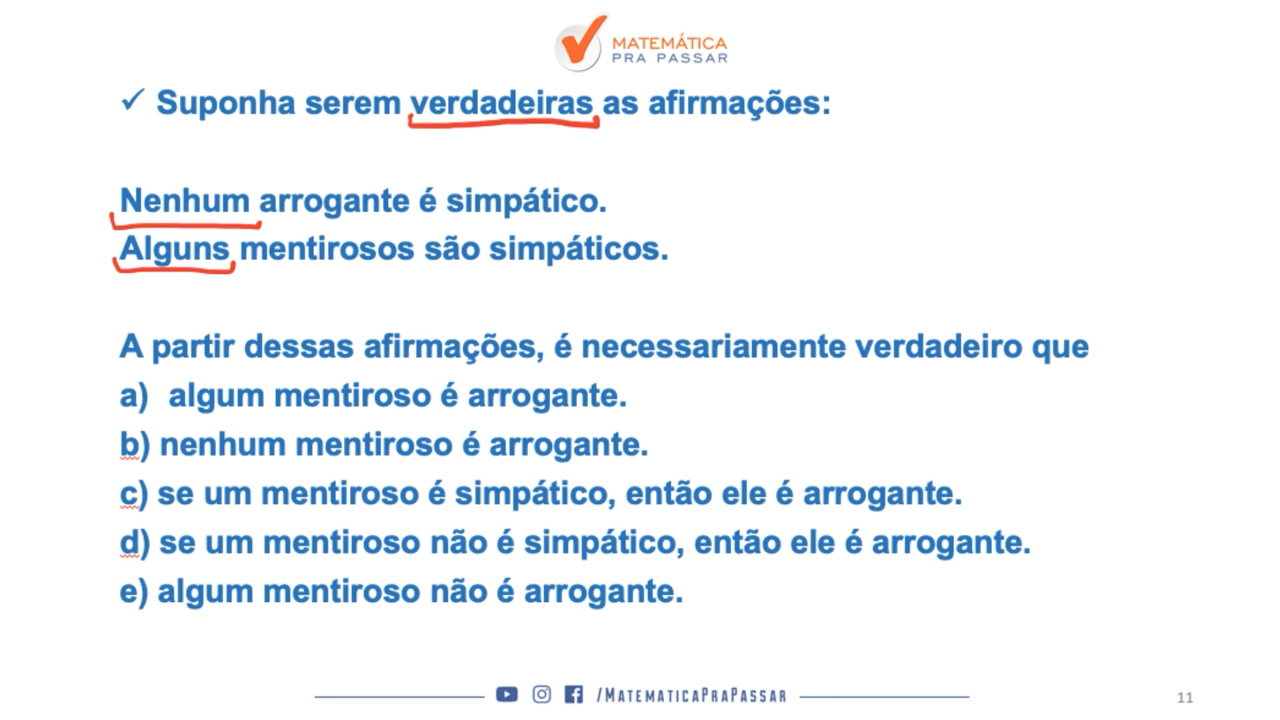 MATEMÁTICA
PRA PASSAR
✓ Suponha serem verdadeiras as afirmações:
Nenhum arrogante é simpático.
Alguns mentirosos são simpáticos.
A partir dessas afirmações, é necessariamente verdadeiro que
a) algum mentiroso é arrogante.
b) nenhum mentiroso é arrogante.
c) se um mentiroso é simpático, então ele é arrogante.
d) se um mentiroso não é simpático, então ele é arrogante.
e) algum mentiroso não é arrogante.
/MATEMATICAPRAPASSAR
11